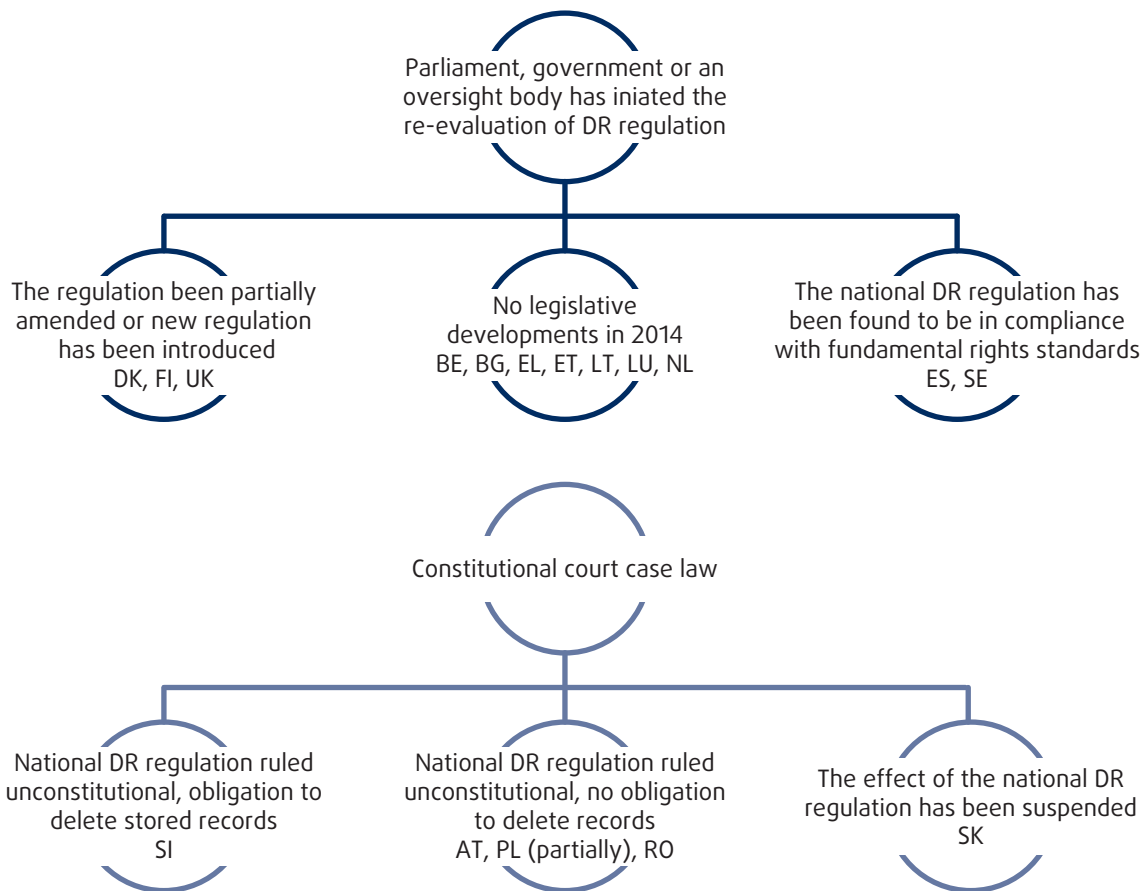 Parliament, government or an
oversight body has iniated the
re-evaluation of DR regulation
The regulation been partially
amended or new regulation
has been introduced
DK, FI, UK
No legislative
developments in 2014
BE, BG, EL, ET, LT, LU, NL
The national DR regulation has
been found to be in compliance
with fundamental rights standards
ES, SE
Constitutional court case law
National DR regulation ruled
unconstitutional, obligation to
delete stored records
SI
National DR regulation ruled
unconstitutional, no obligation
to delete records
AT, PL (partially), RO
The effect of the national DR
regulation has been suspended
SK